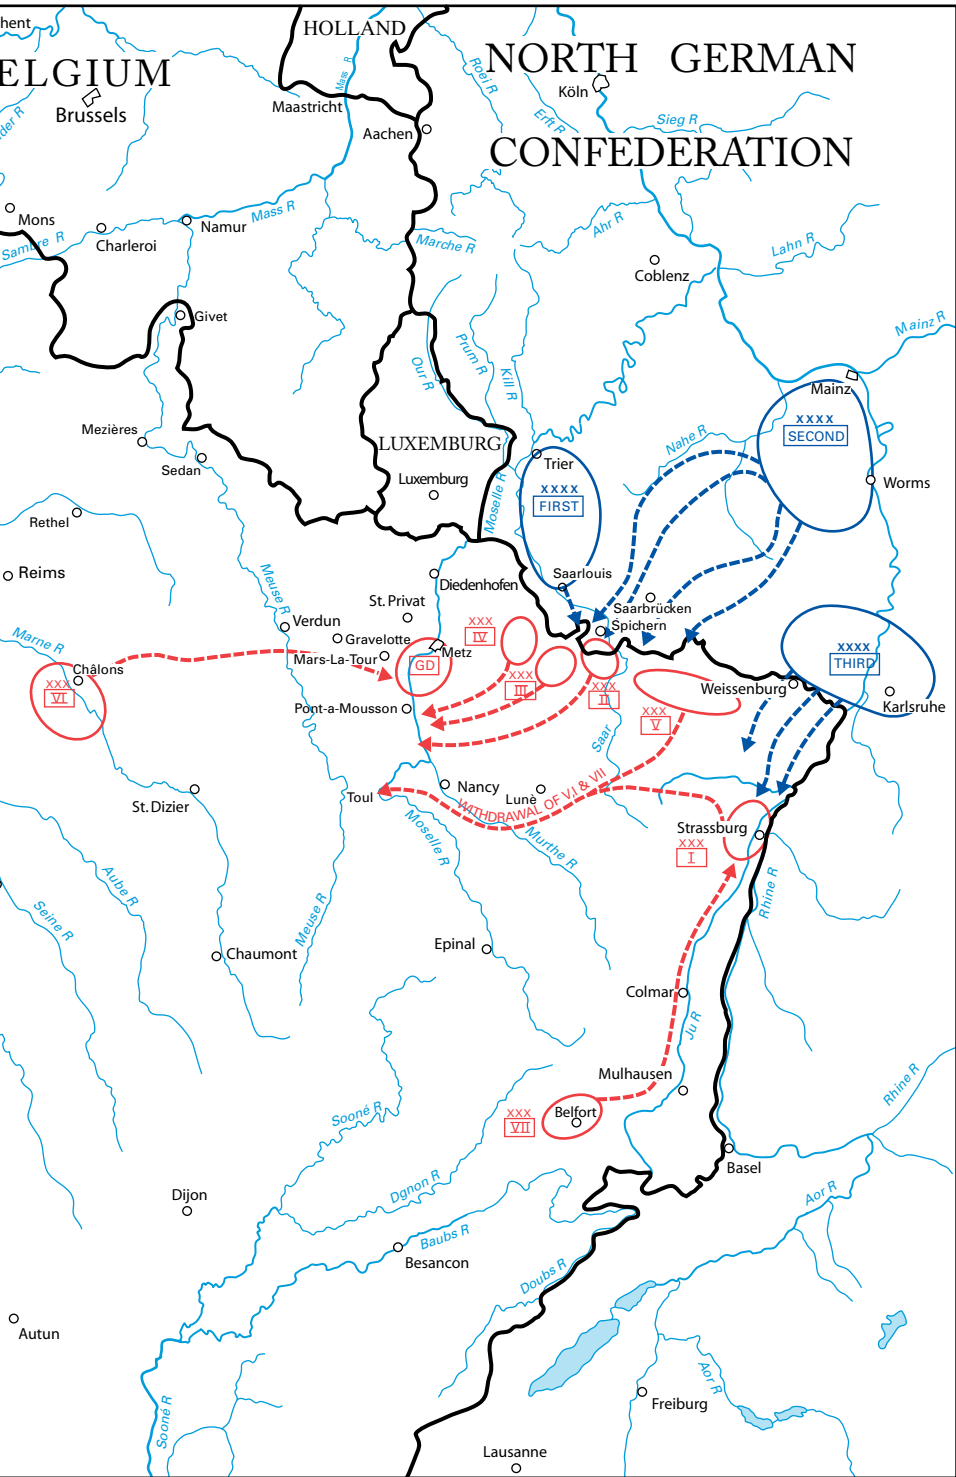 hent
HOLLAND
ELGIUM
Brussels
der R
Mass R
Maastricht
Aachen
Roei R
NORTH GERMAN
Köln
Erft R
Sieg R
CONFEDERATION
Mons
Sambre R
Charleroi
Namur
Mass R
Marche R
Ahr R
Lahn R
Coblenz
Givet
Mainz R
Our R
Prum R
Kill R
Mainz
XXXX
SECOND
Mezières
Sedan
LUXEMBURG
Luxemburg
Nahe R
Trier
XXXX
FIRST
Moselle R
Worms
Rethel
Reims
Meuse R
Diedenhofen
Saarlouis
St. Privat
Saarbrücken
Spichern
Marne R
Verdun
Gravelotte
Mars-La-Tour
Metz
GD
XXX
IV
XXX
III
XXX
II
XXX
V
XXXX
THIRD
Weissenburg
Karlsruhe
Châlons
XXX
VI
Pont-a-Mousson
Saar
St. Dizier
Toul
Nancy
Lunè
WITHDRAWAL OF V,I & VII
Moselle R
Murthe R
Strassburg
XXX
I
Rhine R
Aube R
Seine R
Meuse R
Chaumont
Epinal
Colmar
Ju R
Mulhausen
Rhine R
Sooné R
XXX
VII
Belfort
Basel
Dijon
Dgnon R
Aor R
Baubs R
Besancon
Doubs R
Autun
Sooné R
Aor R
Freiburg
Lausanne